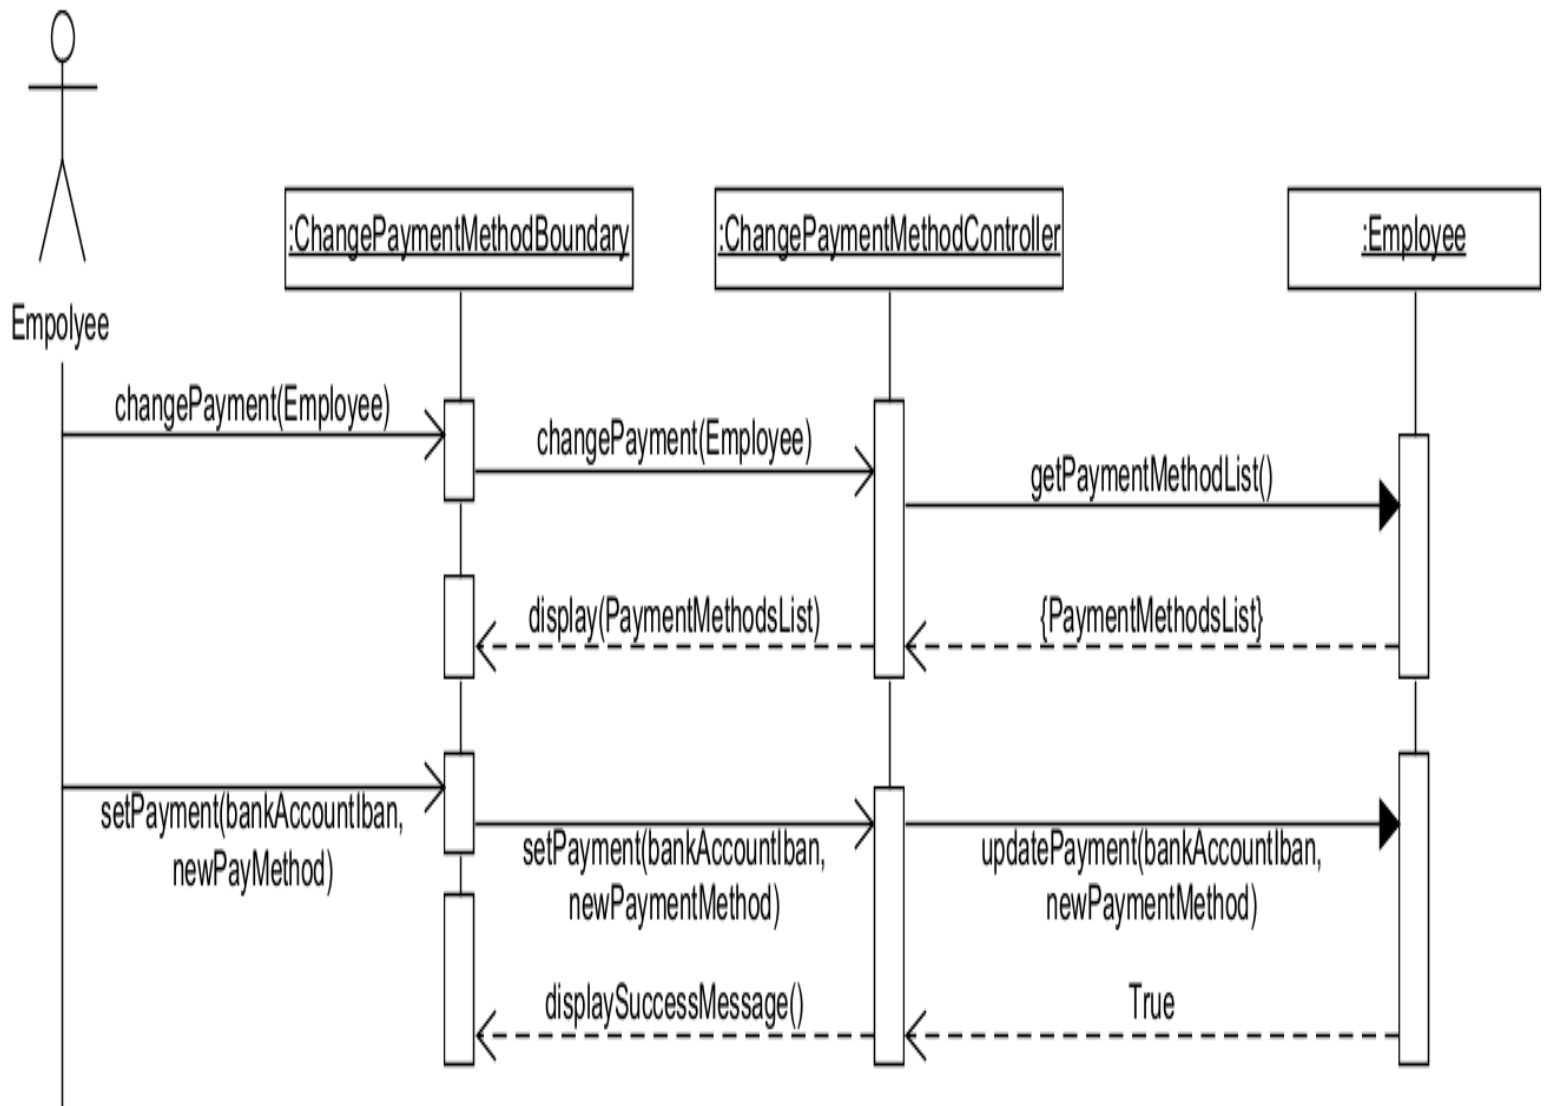 :ChangePaymentMethodBoundary
:ChangePaymentMethodController
:Employee
Empolyee
changePayment(Employee)
changePayment(Employee)
getPaymentMethodList()
display(PaymentMethodsList)
{PaymentMethodsList}
setPayment(bankAccountIban,
newPayMethod)
setPayment(bankAccountIban,
newPaymentMethod)
updatePayment(bankAccountIban,
newPaymentMethod)
displaySuccessMessage()
True